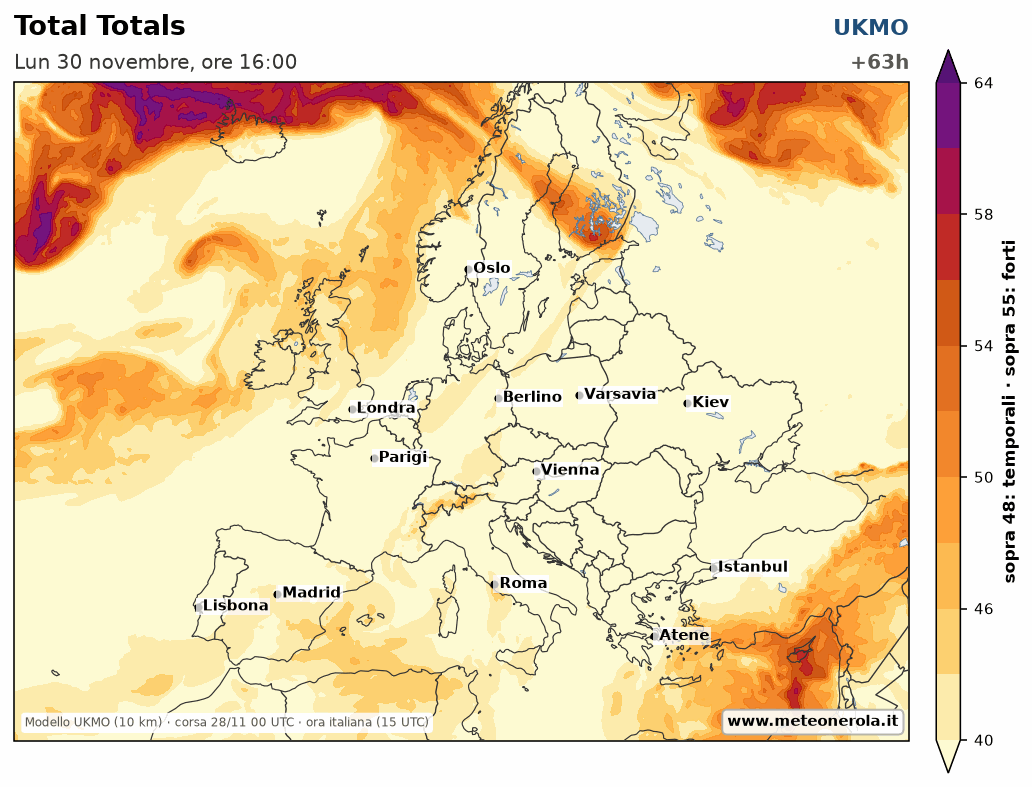 Total Totals
UKMO
Lun 30 novembre, ore 16:00
+63h
64
58
54
50
46
40
sopra 48: temporali · sopra 55: forti
Oslo
Berlino
Varsavia
Kiev
Londra
Parigi
Vienna
Istanbul
Roma
Madrid
Lisbona
Atene
Modello UKMO (10 km) · corsa 28/11 00 UTC · ora italiana (15 UTC)
www.meteonerola.it